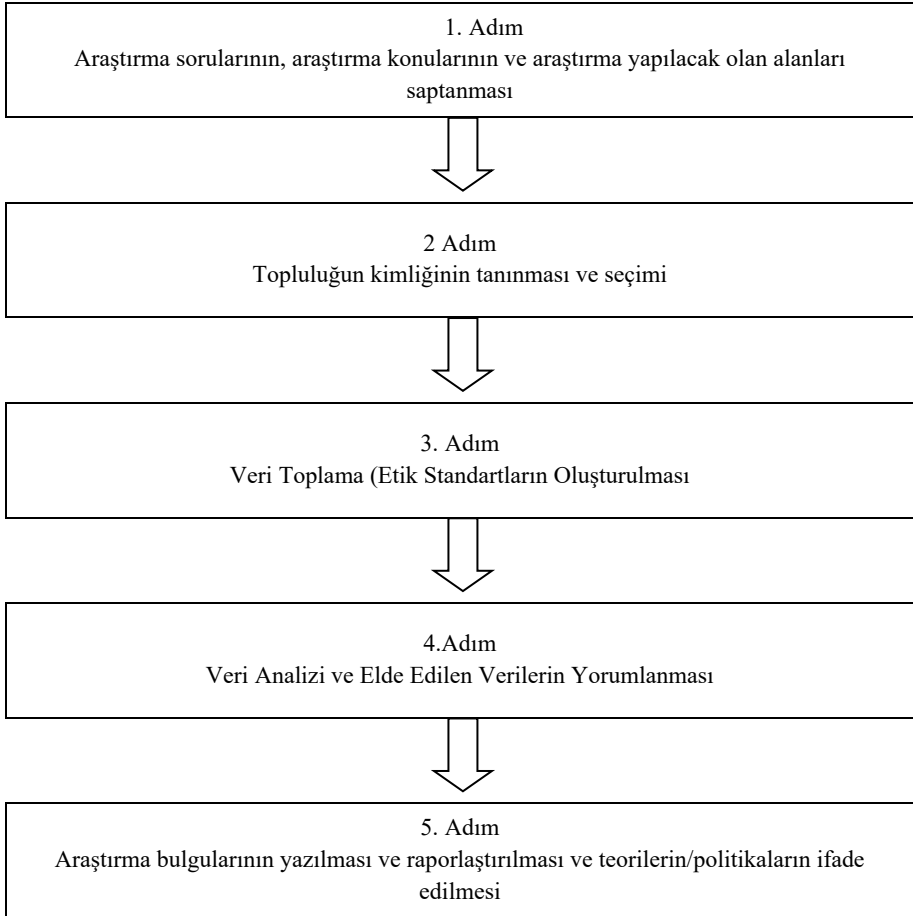 1. Adım
Araştırma sorularının, araştırma konularının ve araştırma yapılacak olan alanları
saptanması
2 Adım
Topluluğun kimliğinin tanınması ve seçimi
3. Adım
Veri Toplama (Etik Standartların Oluşturulması
4.Adım
Veri Analizi ve Elde Edilen Verilerin Yorumlanması
5. Adım
Araştırma bulgularının yazılması ve raporlaştırılması ve teorilerin/politikaların ifade
edilmesi